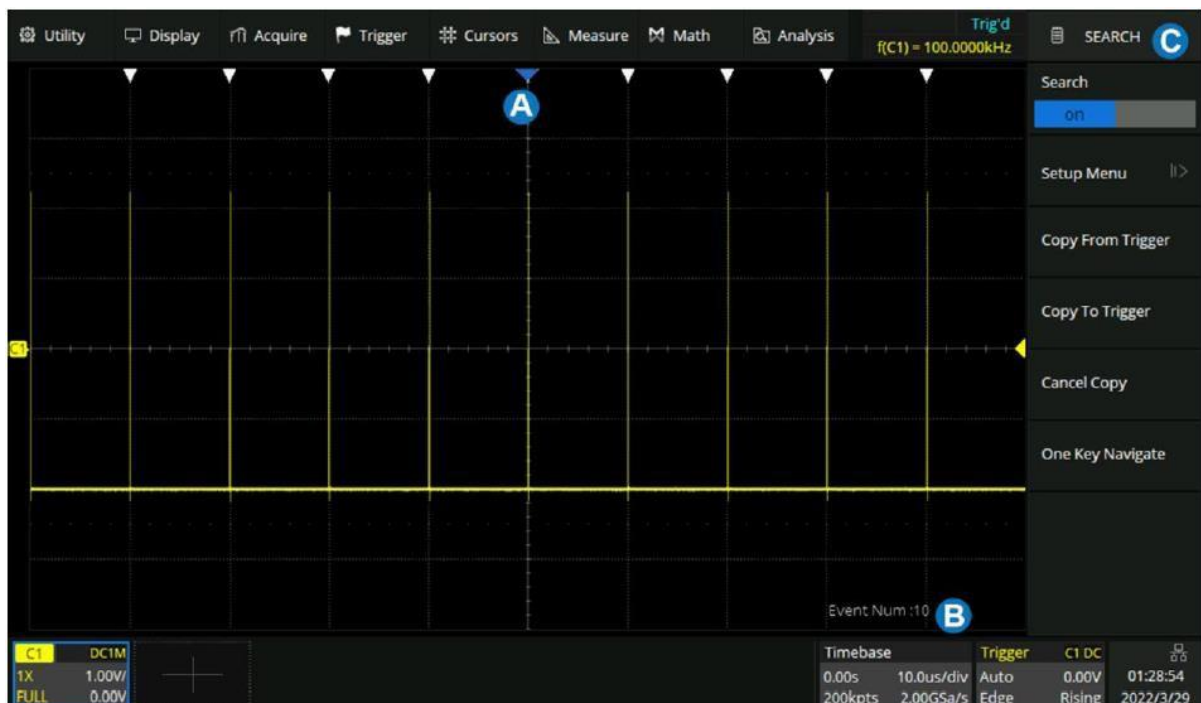 Utility Display Acquire Trigger Cursors Measure Math Analysis
Trig'd
f(C1) = 100.0000kHz
SEARCH C
Search
on
A
Setup Menu
Copy From Trigger
Copy To Trigger
C1
Cancel Copy
One Key Navigate
Event Num :10 B
C1 DC1M
1X 1.00V/
FULL 0.00V
Timebase
0.00s 10.0us/div
200kpts 2.00GSa/s
Trigger C1 DC
Auto 0.00V
Edge Rising
01:28:54
2022/3/29